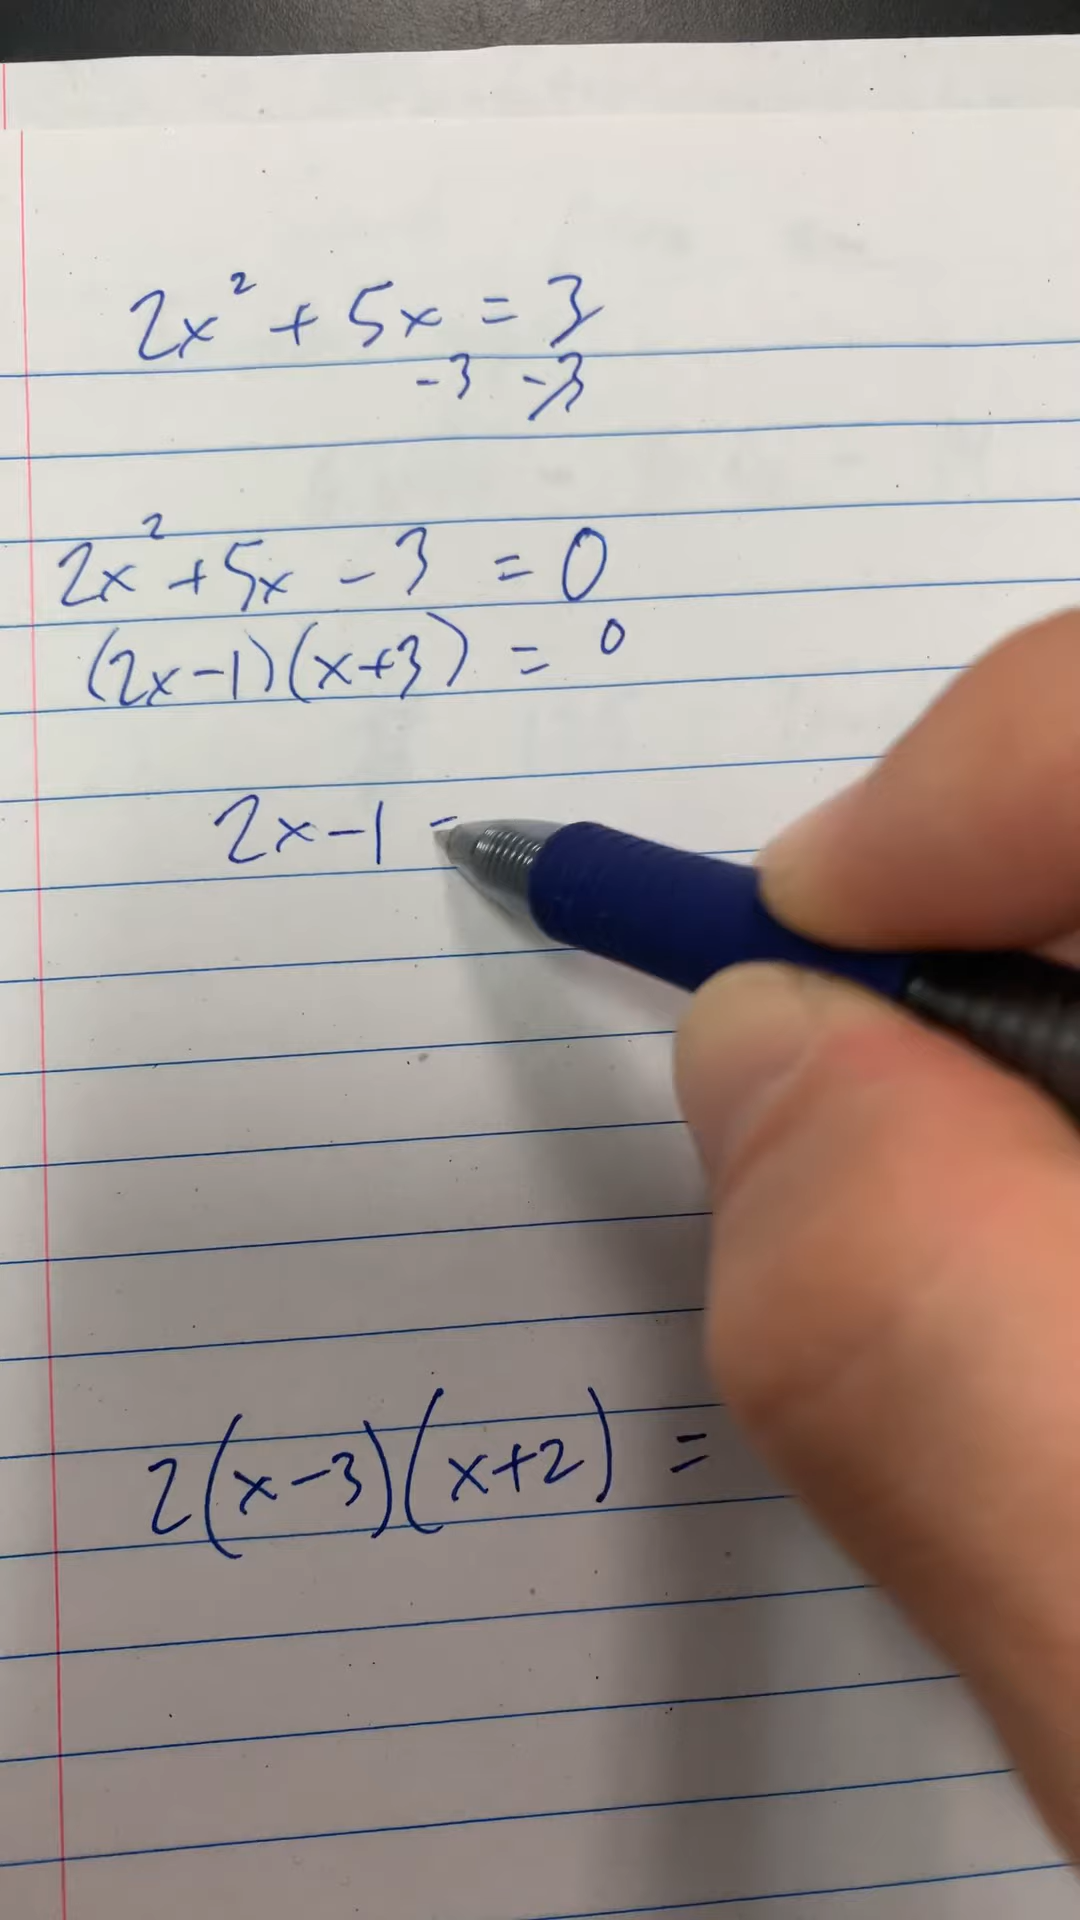 2x² + 5x = 3
-3 -3
2x² + 5x - 3 = 0
(2x-1)(x+3) = 0
2x-1 -
2(x-3)(x+2) =